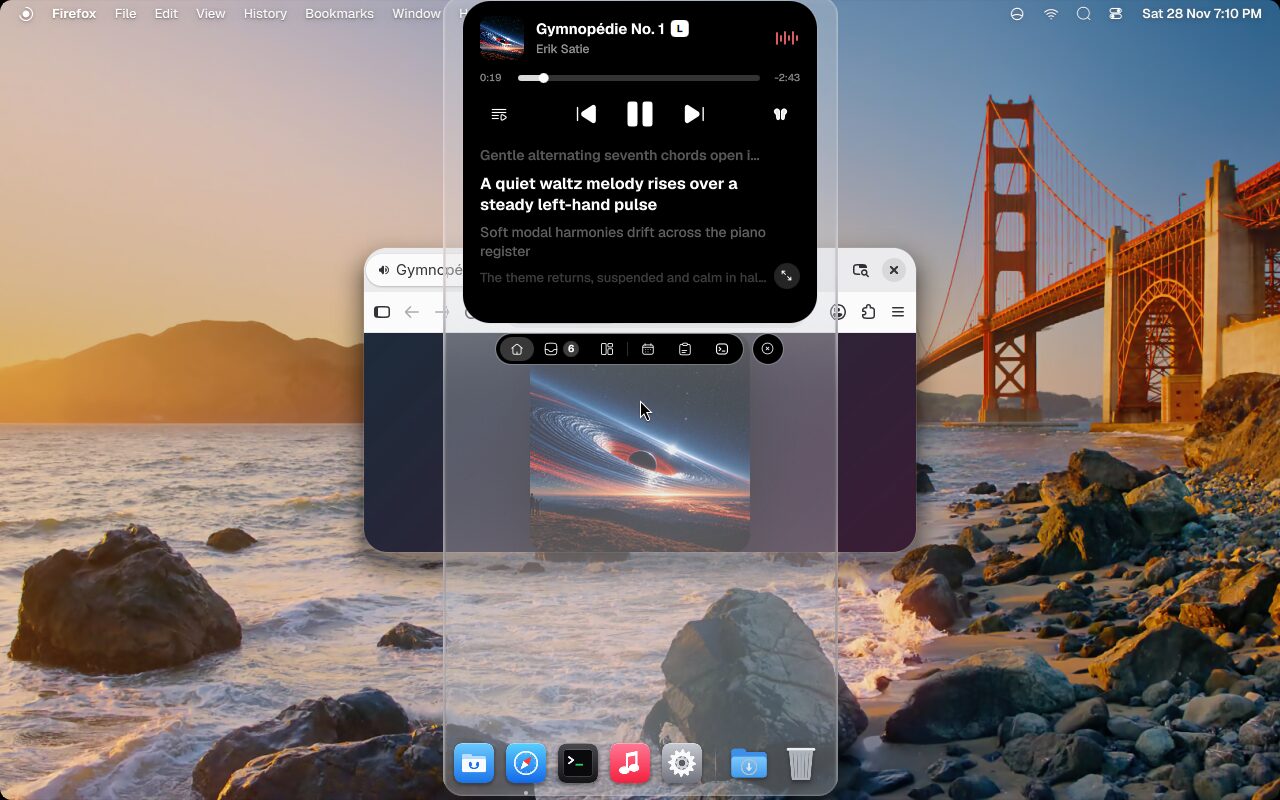 Firefox File Edit View History Bookmarks Window
Sat 28 Nov 7:10 PM
Gymnopédie No. 1 L
Erik Satie
0:19
-2:43
Gentle alternating seventh chords open i...
A quiet waltz melody rises over a
steady left-hand pulse
Soft modal harmonies drift across the piano
register
The theme returns, suspended and calm in hal...
Gymnopé
6